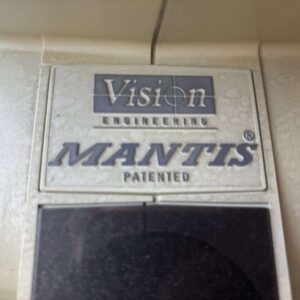 Vision
ENGINEERING
MANTIS®
PATENTED